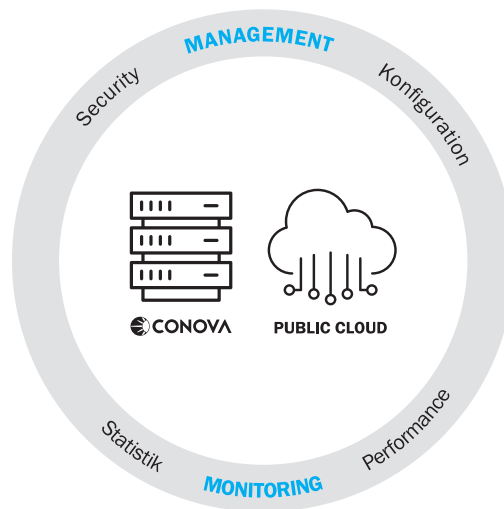 MANAGEMENT
Security
Konfiguration
CONOVA
PUBLIC CLOUD
Statistik
Performance
MONITORING